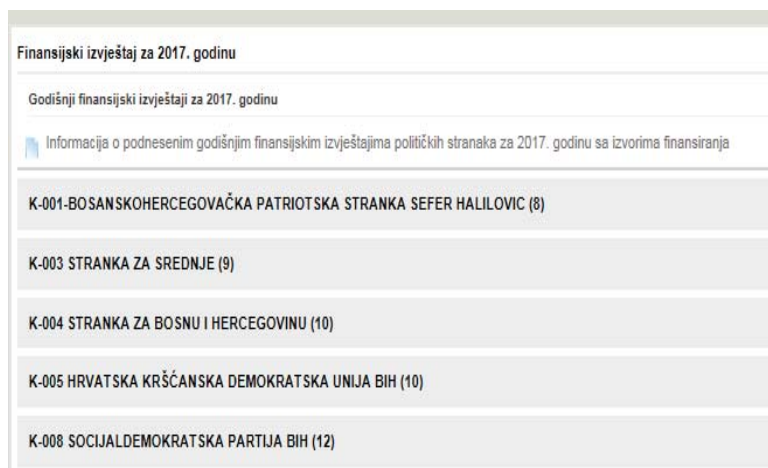 Finansijski izvještaj za 2017. godinu
Godišnji finansijski izvještaji za 2017. godinu
Informacija o podnesenim godišnjim finansijskim izvještajima političkih stranaka za 2017. godinu sa izvorima finansiranja
K-001-BOSANSKOHERCEGOVAČKA PATRIOTSKA STRANKA SEFER HALILOVIC (8)
K-003 STRANKA ZA SREDNJE (9)
K-004 STRANKA ZA BOSNU I HERCEGOVINU (10)
K-005 HRVATSKA KRŠĆANSKA DEMOKRATSKA UNIJA BIH (10)
K-008 SOCIJALDEMOKRATSKA PARTIJA BIH (12)